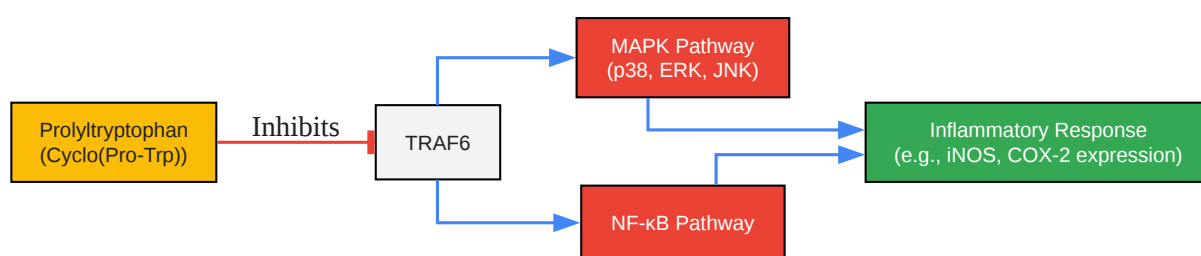 Prolyltryptophan
(Cyclo(Pro-Trp))
Inhibits
TRAF6
MAPK Pathway
(p38, ERK, JNK)
NF-κB Pathway
Inflammatory Response
(e.g., iNOS, COX-2 expression)